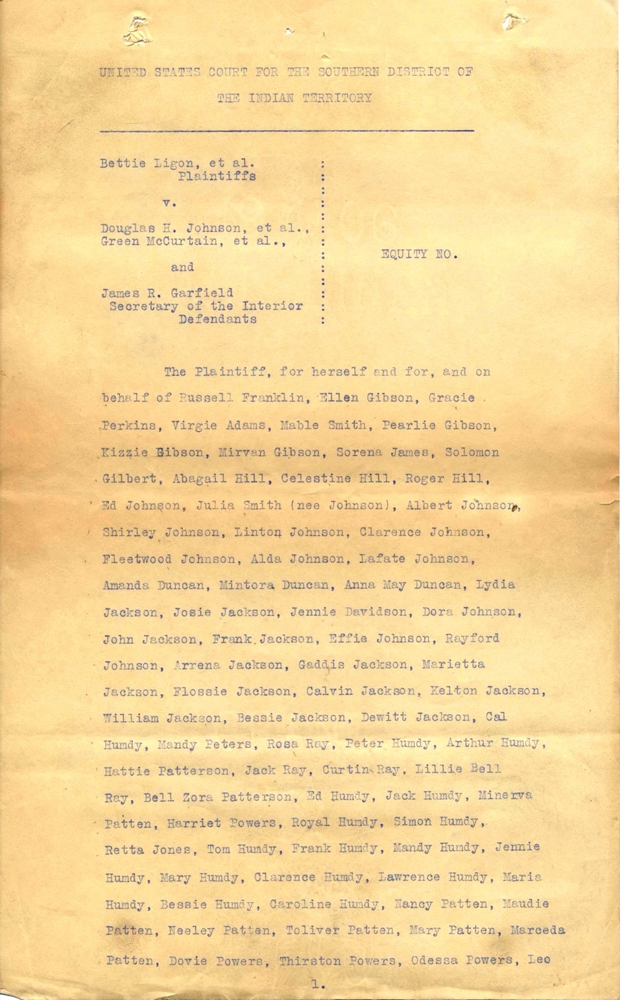 UNITED STATES COURT FOR THE SOUTHERN DISTRICT OF
THE INDIAN TERRITORY
Bettie Ligon, et al. :
Plaintiffs :
:
v. :
:
Douglas H. Johnson, et al., :
Green McCurtain, et al., :
: EQUITY NO.
and :
:
James R. Garfield :
Secretary of the Interior :
Defendants :
The Plaintiff, for herself and for, and on
behalf of Russell Franklin, Ellen Gibson, Gracie
Perkins, Virgie Adams, Mable Smith, Pearlie Gibson,
Kizzie Gibson, Mirvan Gibson, Sorena James, Solomon
Gilbert, Abagail Hill, Celestine Hill, Roger Hill,
Ed Johnson, Julia Smith (nee Johnson), Albert Johnson,
Shirley Johnson, Linton Johnson, Clarence Johnson,
Fleetwood Johnson, Alda Johnson, Lafate Johnson,
Amanda Duncan, Mintora Duncan, Anna May Duncan, Lydia
Jackson, Josie Jackson, Jennie Davidson, Dora Johnson,
John Jackson, Frank Jackson, Effie Johnson, Rayford
Johnson, Arrena Jackson, Gaddis Jackson, Marietta
Jackson, Flossie Jackson, Calvin Jackson, Kelton Jackson,
William Jackson, Bessie Jackson, Dewitt Jackson, Cal
Humdy, Mandy Peters, Rosa Ray, Peter Humdy, Arthur Humdy,
Hattie Patterson, Jack Ray, Curtin Ray, Lillie Bell
Ray, Bell Zora Patterson, Ed Humdy, Jack Humdy, Minerva
Patten, Harriet Powers, Royal Humdy, Simon Humdy,
Retta Jones, Tom Humdy, Frank Humdy, Mandy Humdy, Jennie
Humdy, Mary Humdy, Clarence Humdy, Lawrence Humdy, Maria
Humdy, Bessie Humdy, Caroline Humdy, Nancy Patten, Maudie
Patten, Neeley Patten, Toliver Patten, Mary Patten, Marceda
Patten, Dovie Powers, Thirston Powers, Odessa Powers, Leo
1.